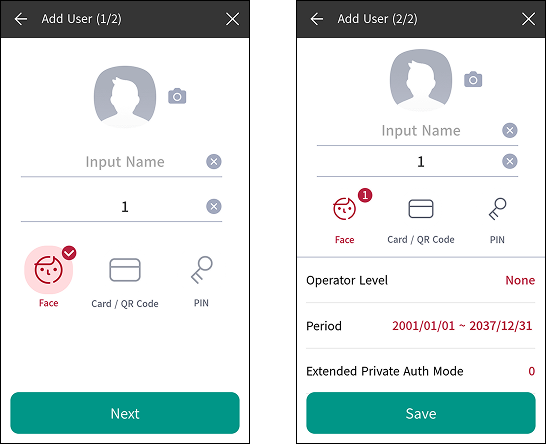 Add User (1/2)
Input Name
1
Face
Card / QR Code
PIN
Next
Add User (2/2)
Input Name
1
1
Face
Card / QR Code
PIN
Operator Level None
Period 2001/01/01 ~ 2037/12/31
Extended Private Auth Mode 0
Save